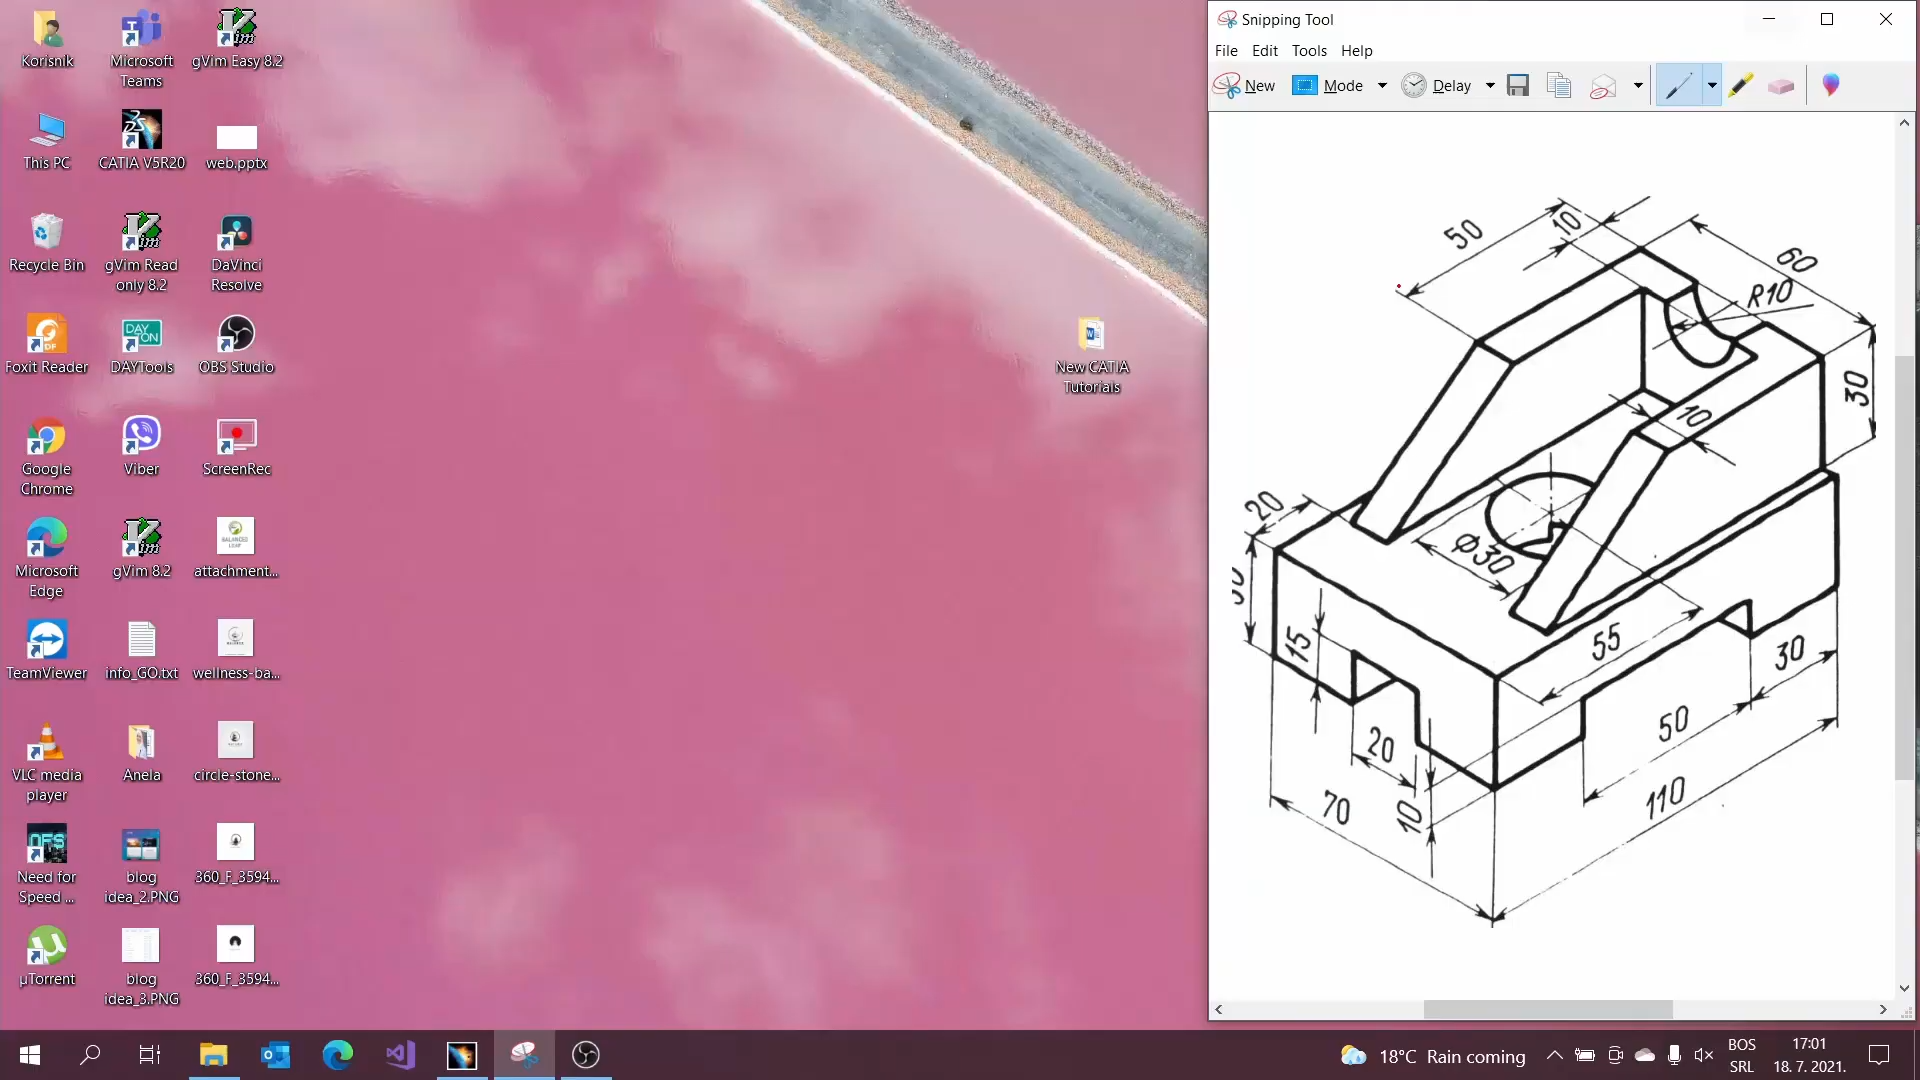 Korisnik
Microsoft
Teams
gVim Easy 8.2
This PC
CATIA V5R20
web.pptx
Recycle Bin
gVim Read
only 8.2
DaVinci
Resolve
Foxit Reader
DAYTools
OBS Studio
Google
Chrome
Viber
ScreenRec
Microsoft
Edge
gVim 8.2
attachment...
TeamViewer
info_GO.txt
wellness-ba...
VLC media
player
Anela
circle-stone...
Need for
Speed ...
blog
idea_2.PNG
360_F_3594...
µTorrent
blog
idea_3.PNG
360_F_3594...
New CATIA
Tutorials
Snipping Tool
File Edit Tools Help
New Mode Delay
50
10
60
R10
30
10
20
Φ30
15
55
30
20
50
70
10
110
18°C Rain coming
BOS
SRL
17:01
18. 7. 2021.